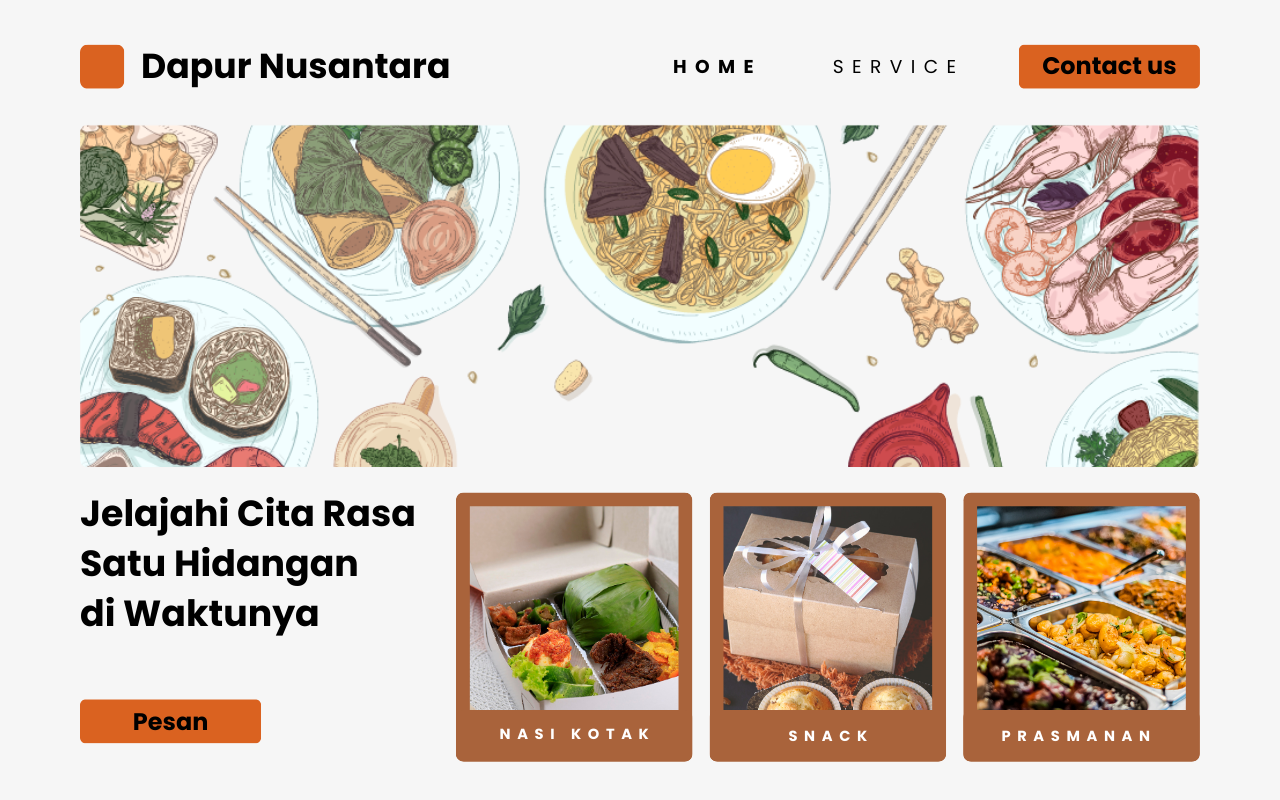 Dapur Nusantara
HOME
SERVICE
Contact us
Jelajahi Cita Rasa
Satu Hidangan
di Waktunya
Pesan
NASI KOTAK
SNACK
PRASMANAN